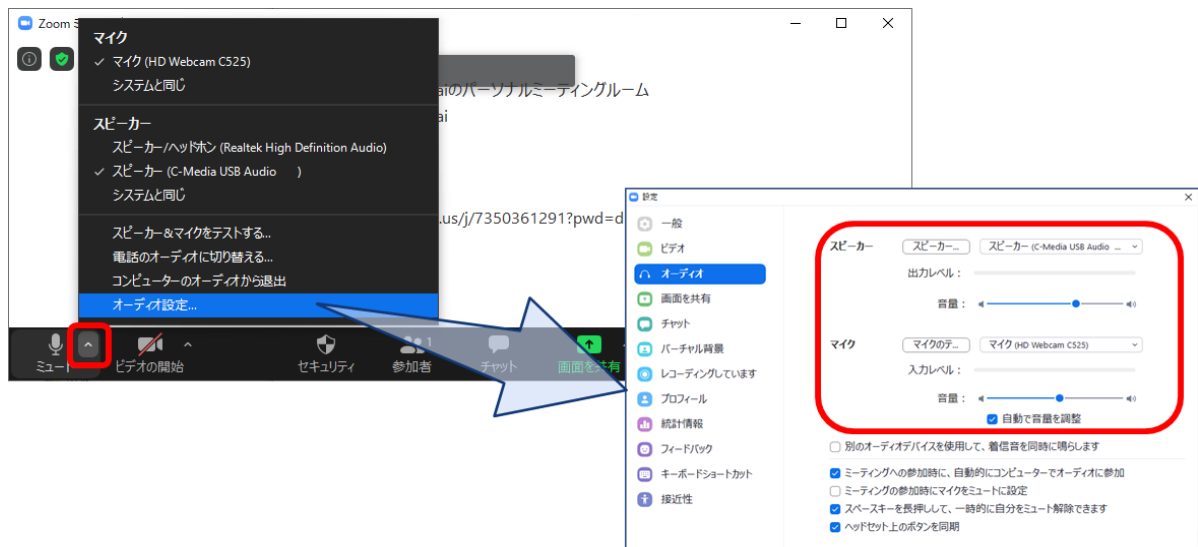 Zoom
マイク
マイク (HD Webcam C525)
システムと同じ
スピーカー
スピーカー/ヘッドホン (Realtek High Definition Audio)
スピーカー (C-Media USB Audio )
システムと同じ
スピーカー&マイクをテストする...
電話のオーディオに切り替える...
コンピューターのオーディオから退出
オーディオ設定...
aiのパーソナルミーティングルーム
ai
.us/j/7350361291?pwd=d
ミュート
ビデオの開始
セキュリティ
1
参加者
チャット
画面を共有
設定
一般
ビデオ
オーディオ
画面を共有
チャット
バーチャル背景
レコーディングしています
プロフィール
統計情報
フィードバック
キーボードショートカット
接近性
スピーカー スピーカー... スピーカー (C-Media USB Audio ...
出力レベル:
音量:
マイク マイクのテ... マイク (HD Webcam C525)
入力レベル:
音量:
自動で音量を調整
別のオーディオデバイスを使用して、着信音を同時に鳴らします
ミーティングへの参加時に、自動的にコンピューターでオーディオに参加
ミーティングの参加時にマイクをミュートに設定
スペースキーを長押しして、一時的に自分をミュート解除できます
ヘッドセット上のボタンを同期